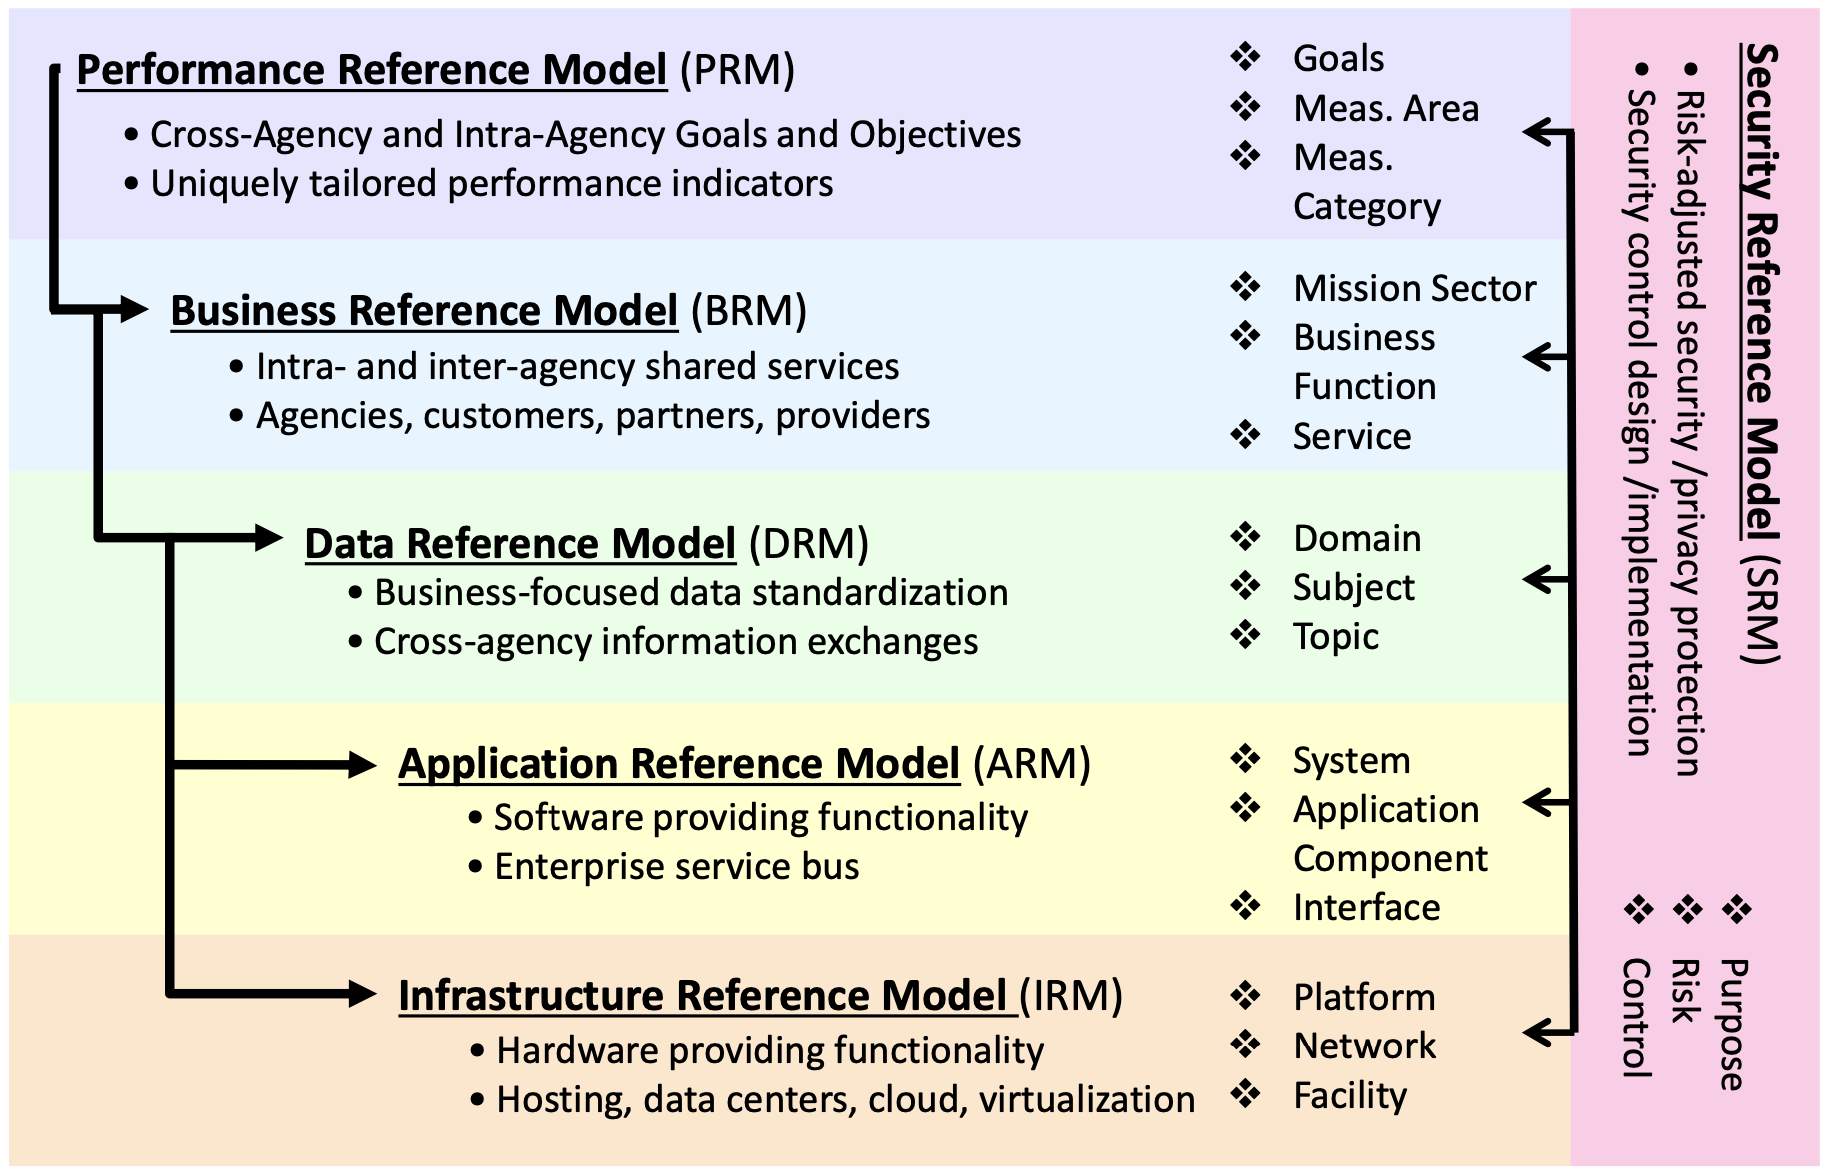 Performance Reference Model (PRM)
• Cross-Agency and Intra-Agency Goals and Objectives
• Uniquely tailored performance indicators
❖ Goals
❖ Meas. Area
❖ Meas.
Category
Business Reference Model (BRM)
• Intra- and inter-agency shared services
• Agencies, customers, partners, providers
❖ Mission Sector
❖ Business
Function
❖ Service
Data Reference Model (DRM)
• Business-focused data standardization
• Cross-agency information exchanges
❖ Domain
❖ Subject
❖ Topic
Application Reference Model (ARM)
• Software providing functionality
• Enterprise service bus
❖ System
❖ Application
Component
❖ Interface
Infrastructure Reference Model (IRM)
• Hardware providing functionality
• Hosting, data centers, cloud, virtualization
❖ Platform
❖ Network
❖ Facility
Security Reference Model (SRM)
• Risk-adjusted security /privacy protection
• Security control design /implementation
❖ Purpose
❖ Risk
❖ Control